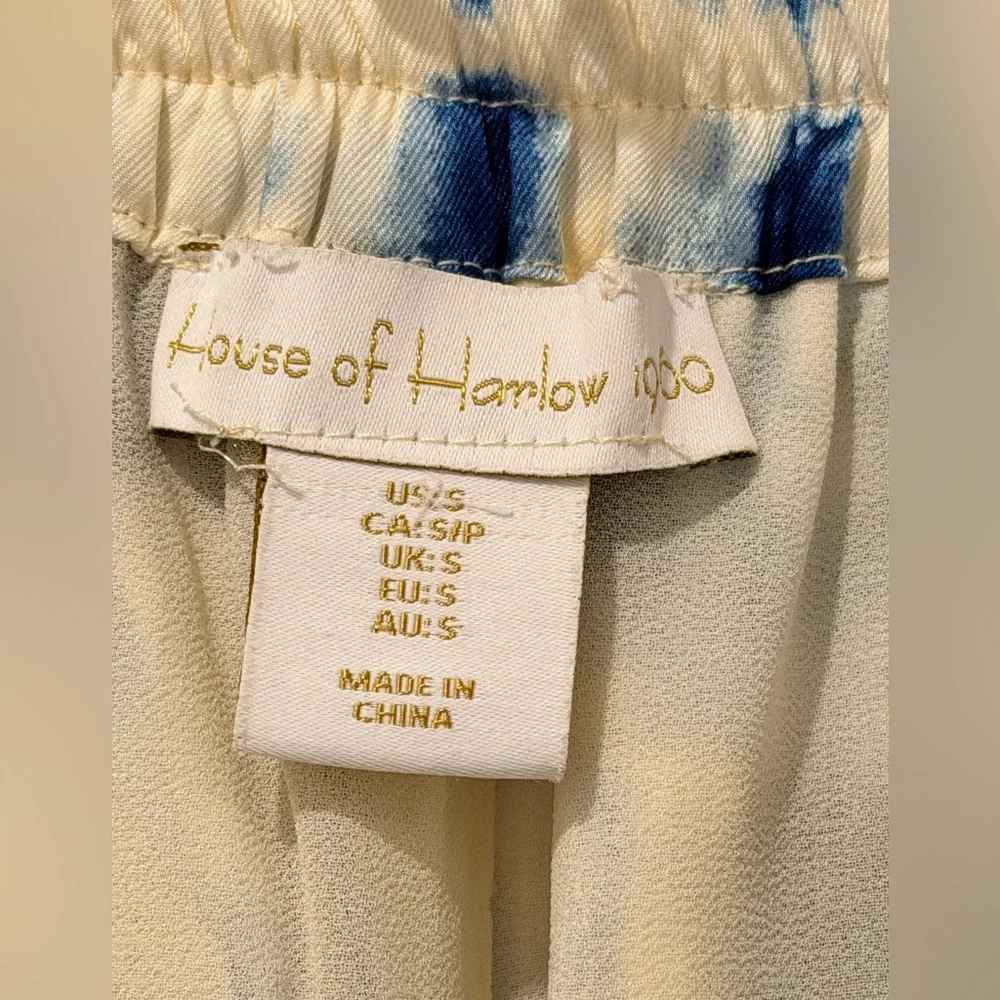 House of Harlow 1960
US: S
CA: S/P
UK: S
EU: S
AU: S
MADE IN
CHINA